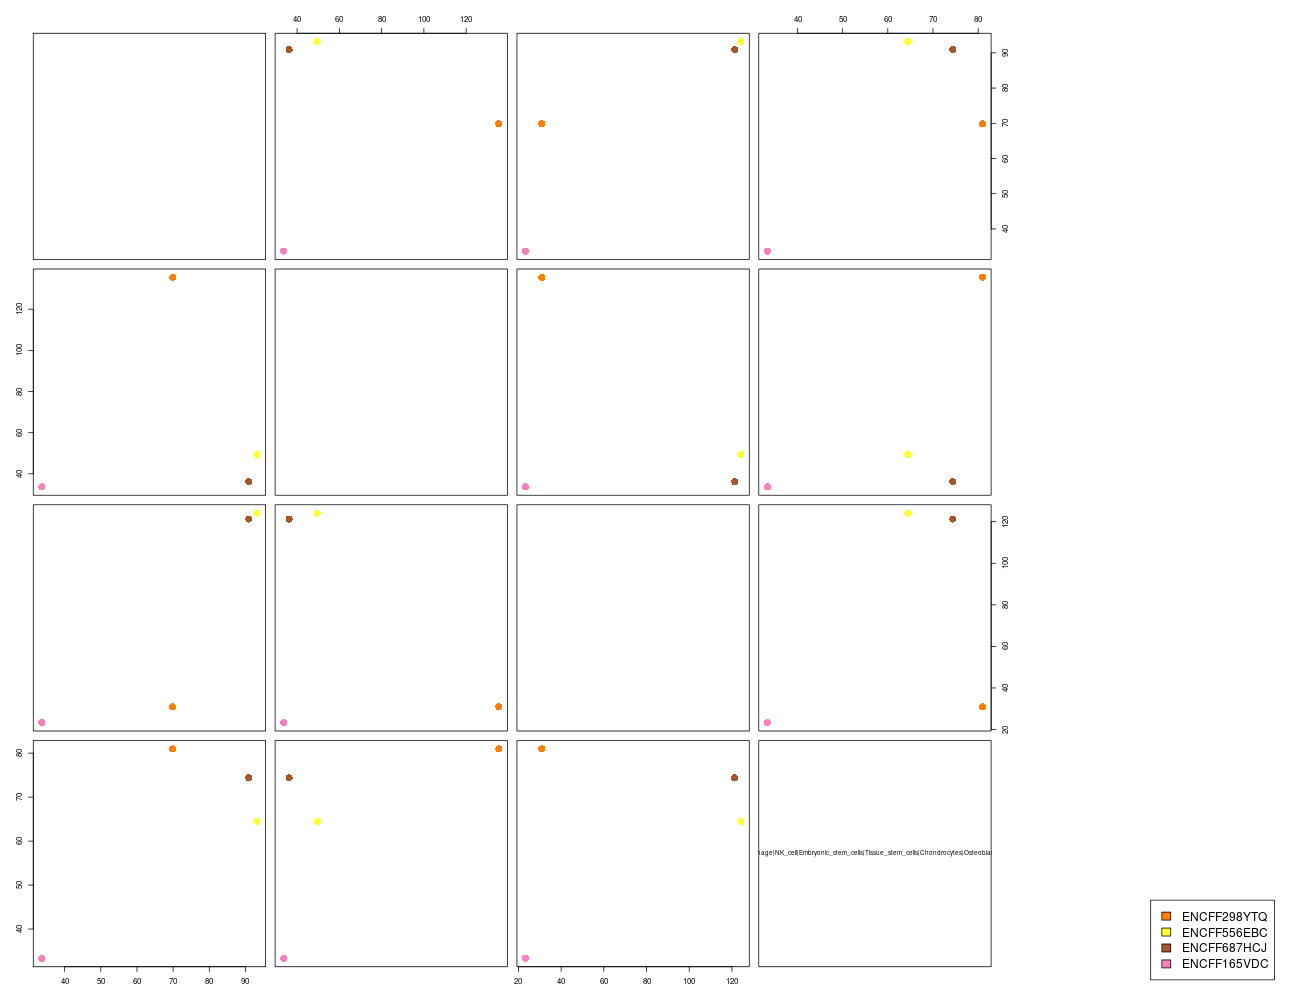 40 60 80 100 120
40 50 60 70 80
40 50 60 70 80 90
40 60 80 100 120
20 40 60 80 100 120
40 50 60 70 80
nage|NK_cell|Embryonic_stem_cells|Tissue_stem_cells|Chondrocytes|Osteobla
40 50 60 70 80 90
20 40 60 80 100 120
ENCFF298YTQ
ENCFF556EBC
ENCFF687HCJ
ENCFF165VDC